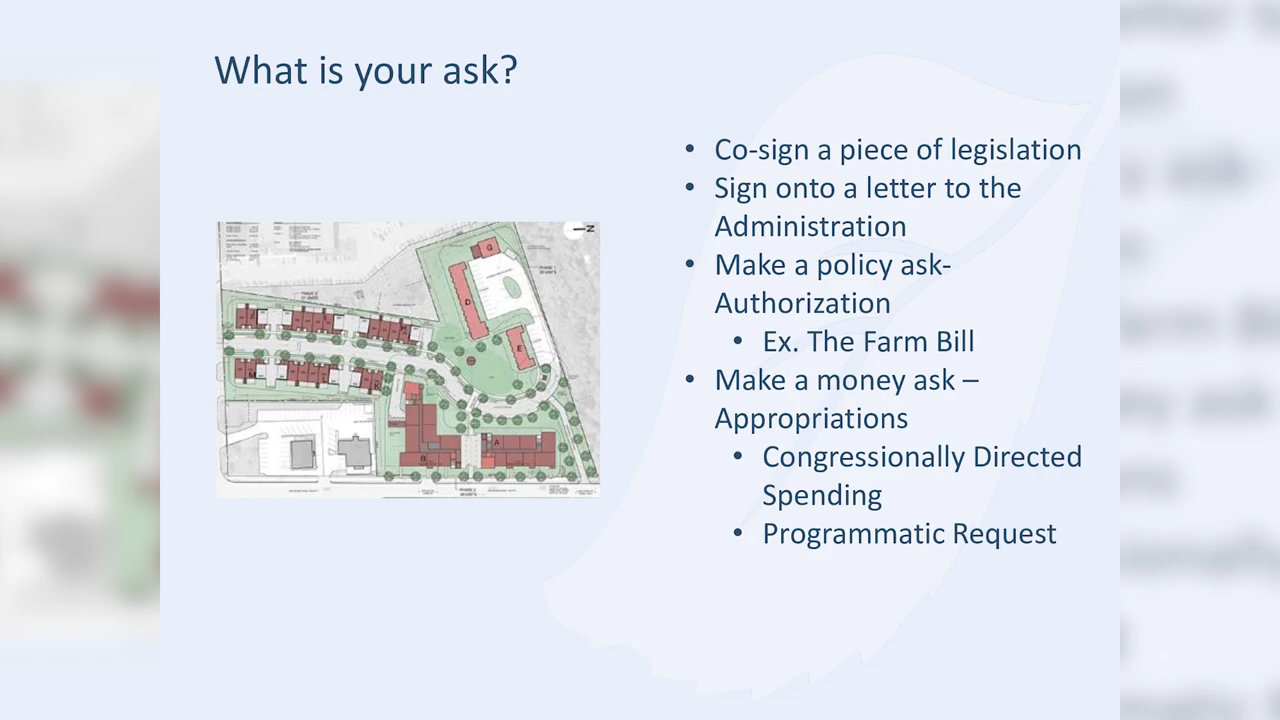 What is your ask?
• Co-sign a piece of legislation
• Sign onto a letter to the
Administration
• Make a policy ask-
Authorization
• Ex. The Farm Bill
• Make a money ask –
Appropriations
• Congressionally Directed
Spending
• Programmatic Request
G
D
E
B
A
N